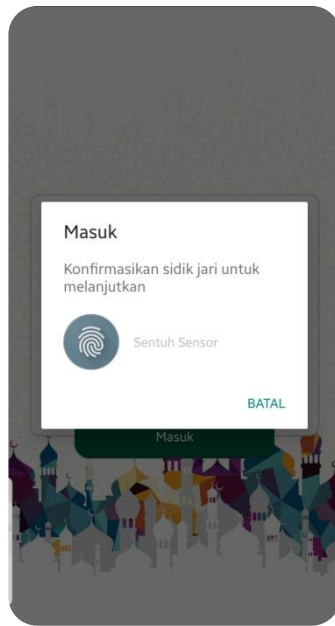 Masuk
Konfirmasikan sidik jari untuk
melanjutkan
Sentuh Sensor
BATAL
Masuk